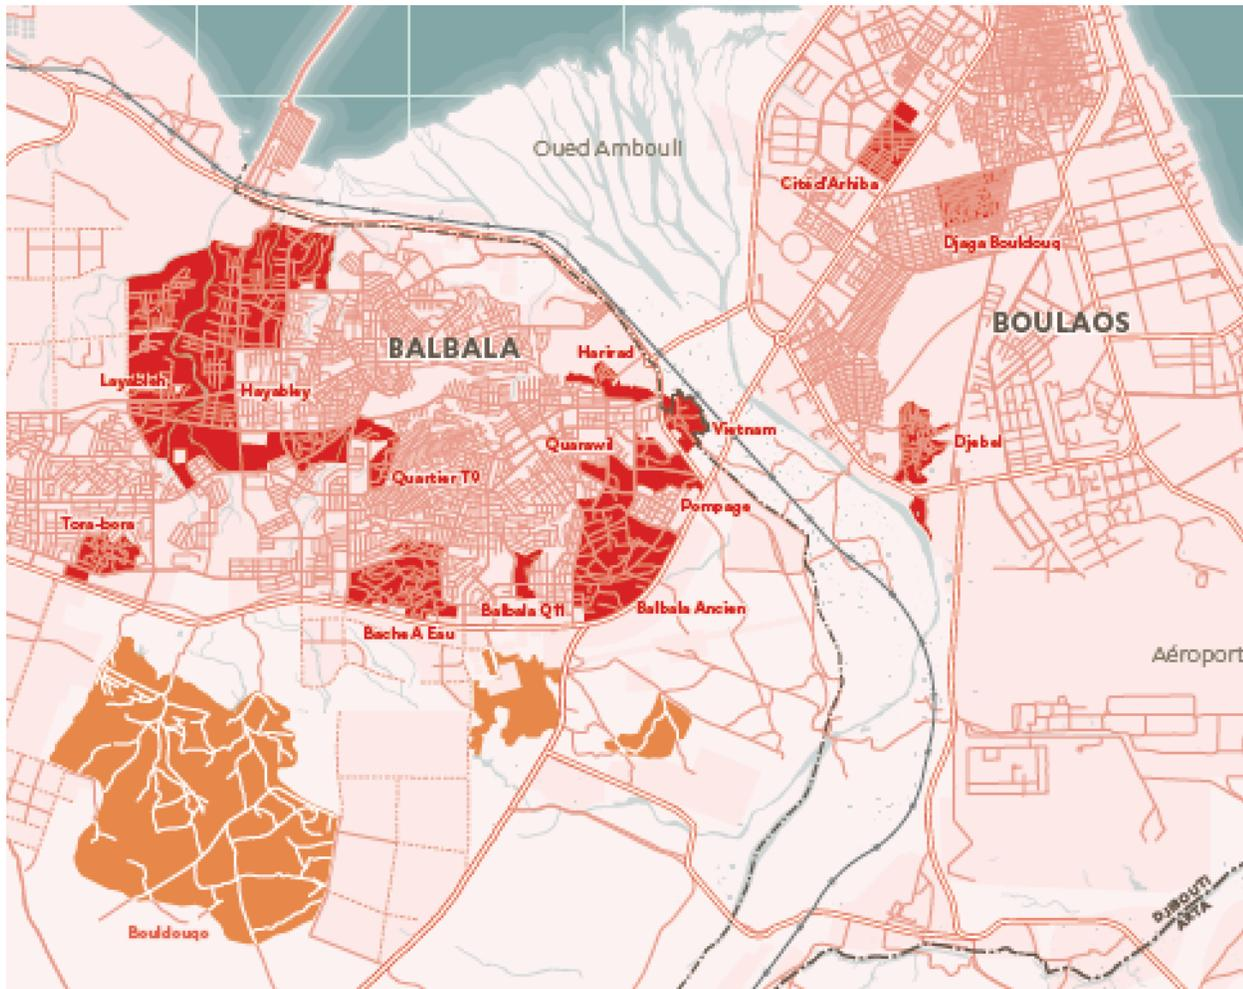 Oued Ambouli
Cité d'Arhiba
Djaga Bouldouq
BOULAOS
BALBALA
Harirad
Layableh
Hayabley
Vietnam
Quarawil
Djebel
Quartier T9
Pompage
Tora-bora
Balbala Q11
Balbala Ancien
Bache A Eau
Aéroport
DJIBOUTI
ARTA
Bouldouqo